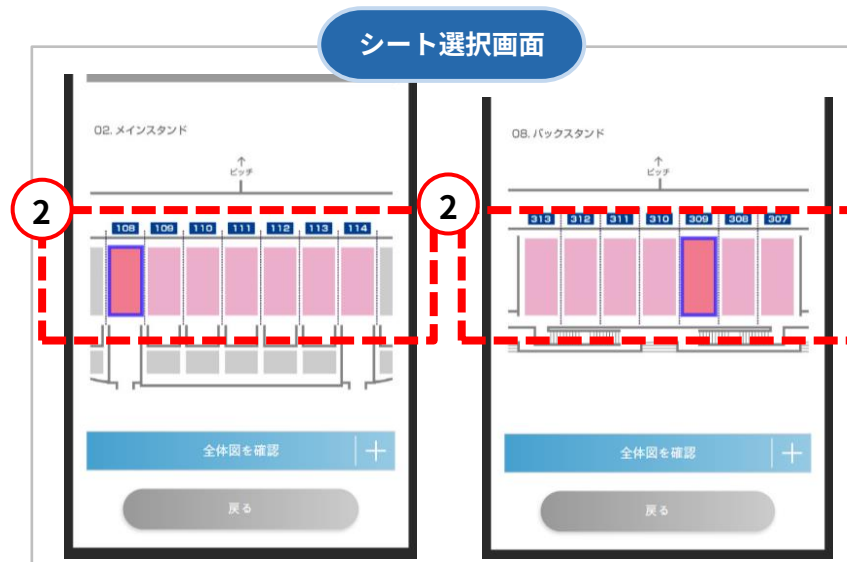 シート選択画面
02. メインスタンド
↑
ピッチ
2
108 109 110 111 112 113 114
全体図を確認 +
戻る
08. バックスタンド
↑
ピッチ
2
313 312 311 310 309 308 307
全体図を確認 +
戻る